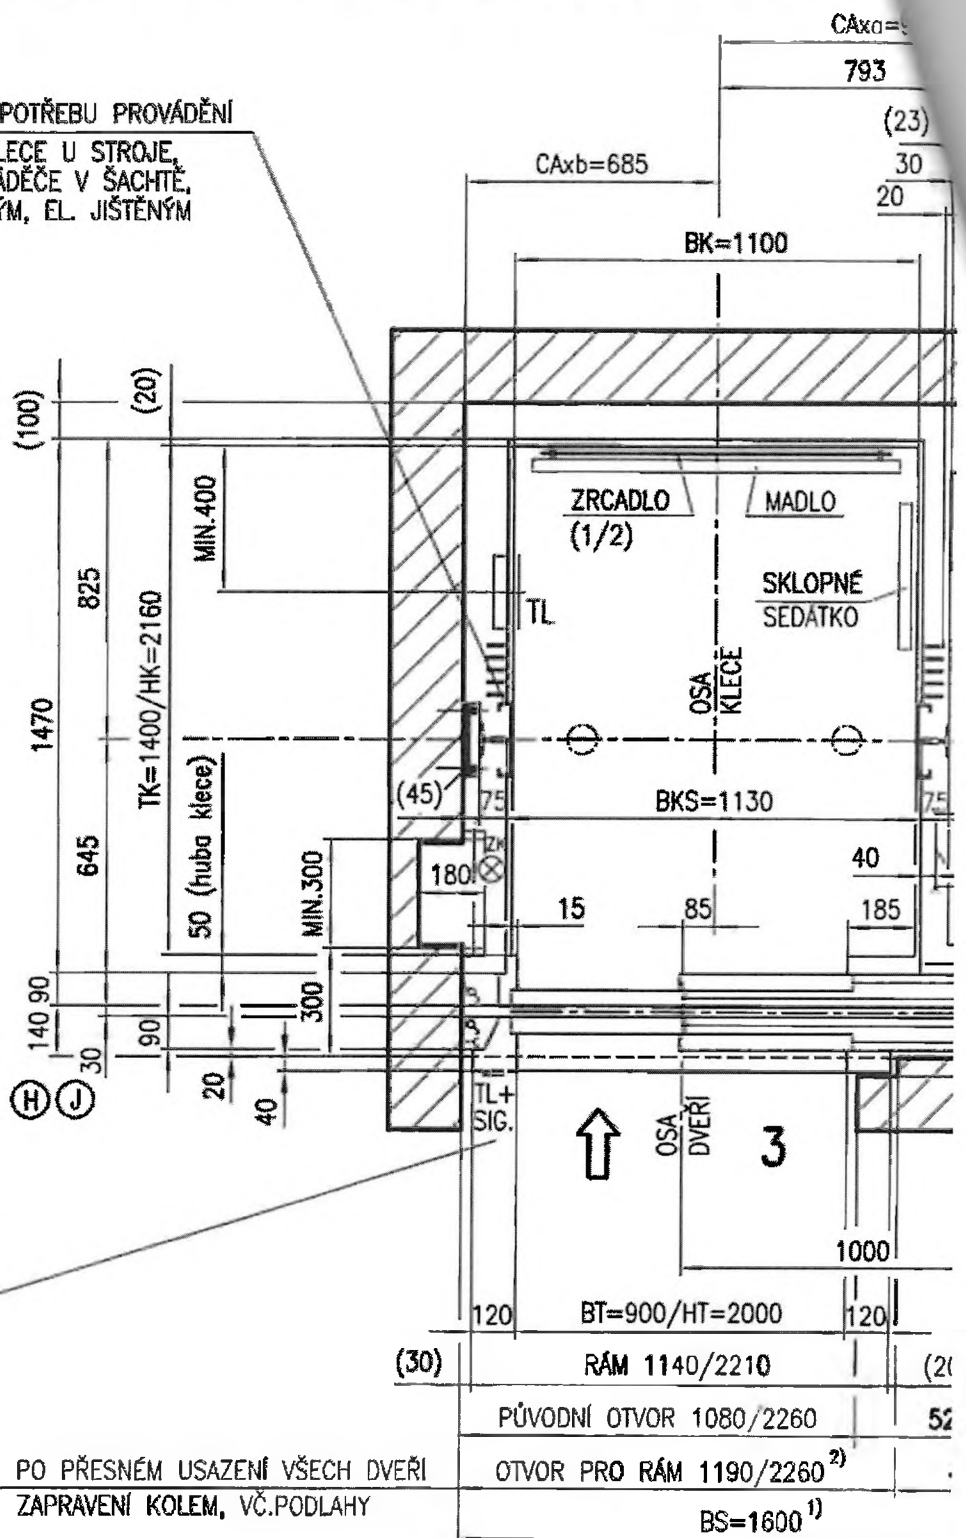 CAxa=
793
POTŘEBU PROVÁDĚNÍ
LECE U STROJE,
ÁDĚČE V ŠACHTĚ,
ÝM, EL. JIŠTĚNÝM
(23)
CAxb=685
30
20
BK=1100
(100)
(20)
MIN.400
ZRCADLO
(1/2)
MADLO
825
TL
SKLOPNÉ
SEDÁTKO
TK=1400/HK=2160
OSA
KLECE
1470
50 (huba klece)
(45)
75
BKS=1130
75
645
MIN.300
180
ZK
40
15
85
185
300
90
140
30
90
20
40
H J
TL+
SIG.
OSA
DVEŘÍ
3
1000
120
BT=900/HT=2000
120
(30)
RÁM 1140/2210
(20
PŮVODNÍ OTVOR 1080/2260
52
PO PŘESNÉM USAZENÍ VŠECH DVEŘÍ
OTVOR PRO RÁM 1190/2260 2)
ZAPRAVENÍ KOLEM, VČ.PODLAHY
BS=1600 1)